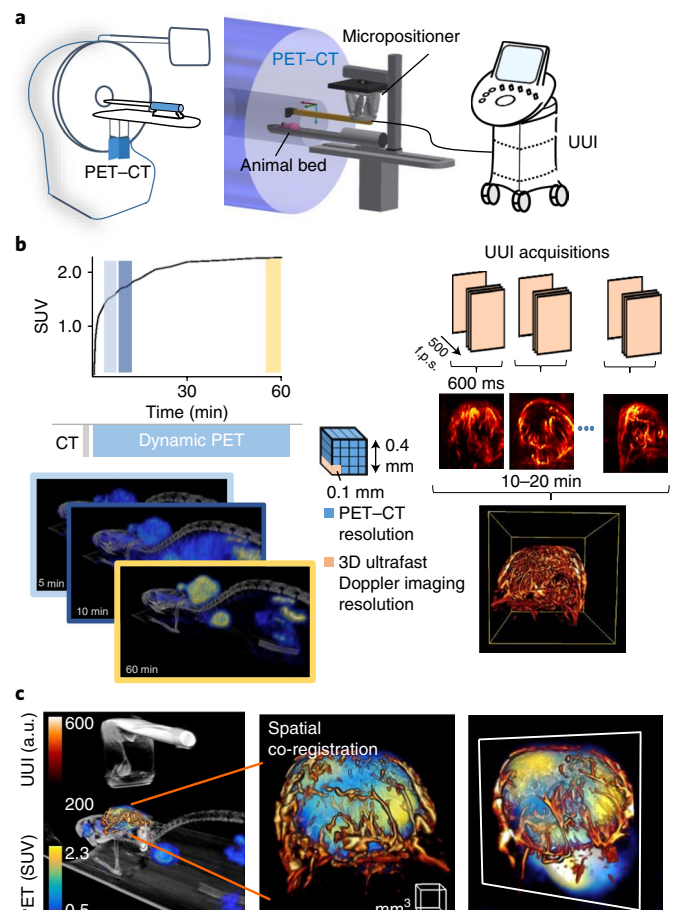 a
Micropositioner
PET–CT
UUI
Animal bed
PET–CT
b
UUI acquisitions
2.0
SUV
1.0
500
f.p.s.
30
60
600 ms
Time (min)
CT
Dynamic PET
0.4
mm
0.1 mm
10–20 min
PET–CT
resolution
3D ultrafast
Doppler imaging
resolution
5 min
10 min
60 min
c
UUI (a.u.)
600
200
Spatial
co-registration
PET (SUV)
2.3
0.5
mm³